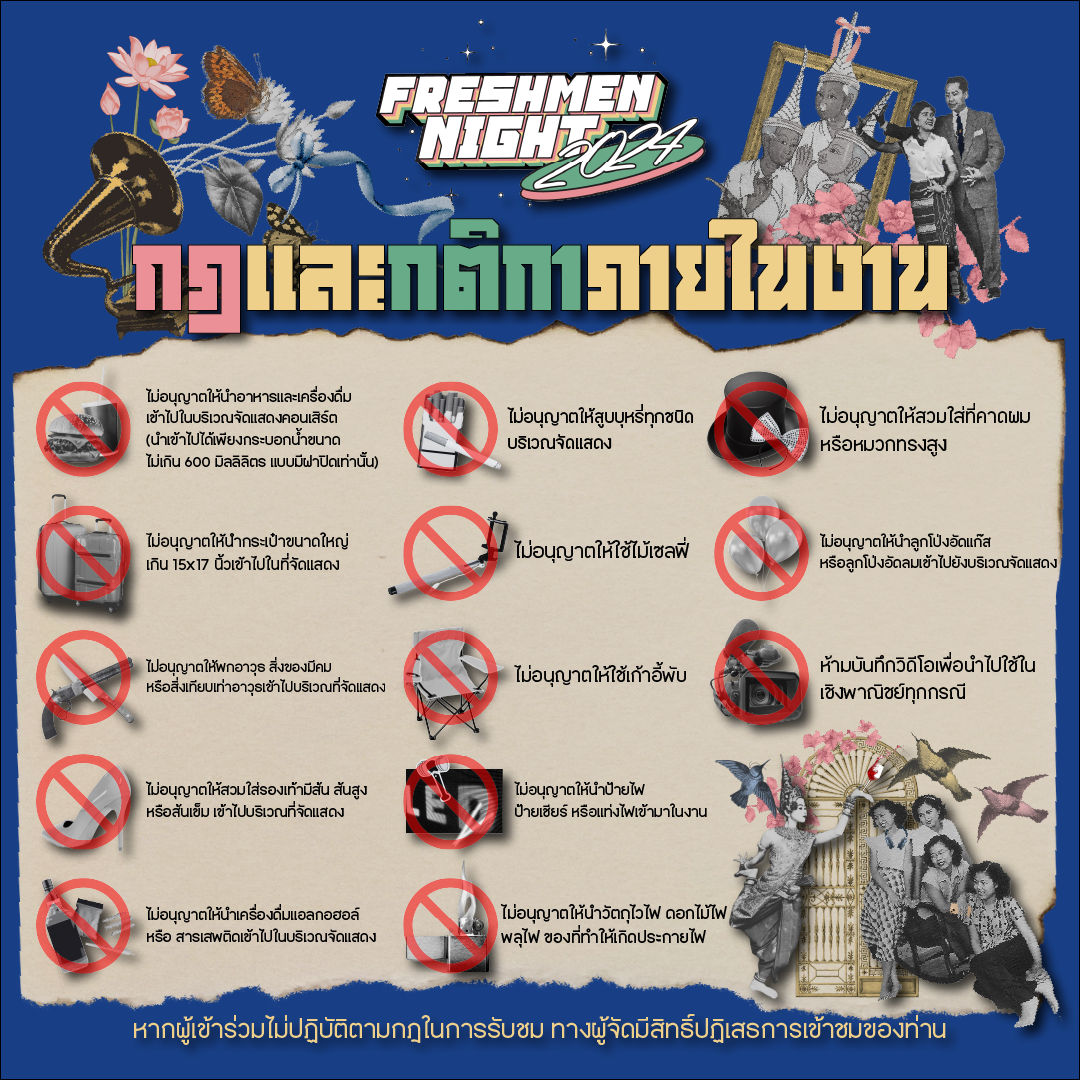 FRESHMEN
NIGHT
2024
กฎและกติกาภายในงาน
ไม่อนุญาตให้นำอาหารและเครื่องดื่ม
เข้าไปในบริเวณจัดแสดงคอนเสิร์ต
(นำเข้าไปได้เพียงกระบอกน้ำขนาด
ไม่เกิน 600 มิลลิลิตร แบบมีฝาปิดเท่านั้น)
ไม่อนุญาตให้นำกระเป๋าขนาดใหญ่
เกิน 15x17 นิ้วเข้าไปในที่จัดแสดง
ไม่อนุญาตให้พกอาวุธ สิ่งของมีคม
หรือสิ่งเทียบเท่าอาวุธเข้าไปบริเวณที่จัดแสดง
ไม่อนุญาตให้สวมใส่รองเท้ามีส้น ส้นสูง
หรือส้นเข็ม เข้าไปบริเวณที่จัดแสดง
ไม่อนุญาตให้นำเครื่องดื่มแอลกอฮอล์
หรือ สารเสพติดเข้าไปในบริเวณจัดแสดง
ไม่อนุญาตให้สูบบุหรี่ทุกชนิด
บริเวณจัดแสดง
ไม่อนุญาตให้ใช้ไม้เซลฟี่
ไม่อนุญาตให้ใช้เก้าอี้พับ
ไม่อนุญาตให้นำป้ายไฟ
ป้ายเชียร์ หรือแท่งไฟเข้ามาในงาน
ไม่อนุญาตให้นำวัตถุไวไฟ ดอกไม้ไฟ
พลุไฟ ของที่ทำให้เกิดประกายไฟ
ไม่อนุญาตให้สวมใส่ที่คาดผม
หรือหมวกทรงสูง
ไม่อนุญาตให้นำลูกโป่งอัดแก๊ส
หรือลูกโป่งอัดลมเข้าไปยังบริเวณจัดแสดง
ห้ามบันทึกวิดีโอเพื่อนำไปใช้ใน
เชิงพาณิชย์ทุกกรณี
หากผู้เข้าร่วมไม่ปฏิบัติตามกฎในการรับชม ทางผู้จัดมีสิทธิ์ปฏิเสธการเข้าชมของท่าน